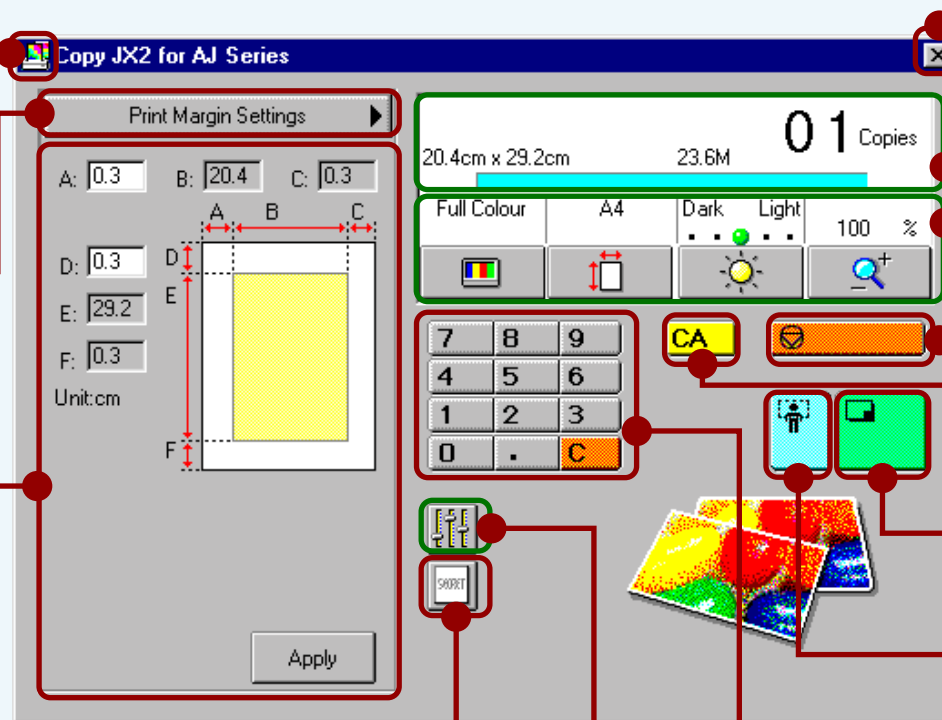 Copy JX2 for AJ Series
Print Margin Settings
01 Copies
20.4cm x 29.2cm 23.6M
A: 0.3 B: 20.4 C: 0.3
A B C
Full Colour A4 Dark Light 100 %
D: 0.3 D
E: 29.2 E
F: 0.3
Unit:cm
F
7 8 9
4 5 6
1 2 3
0 . C
CA
SECRET
Apply